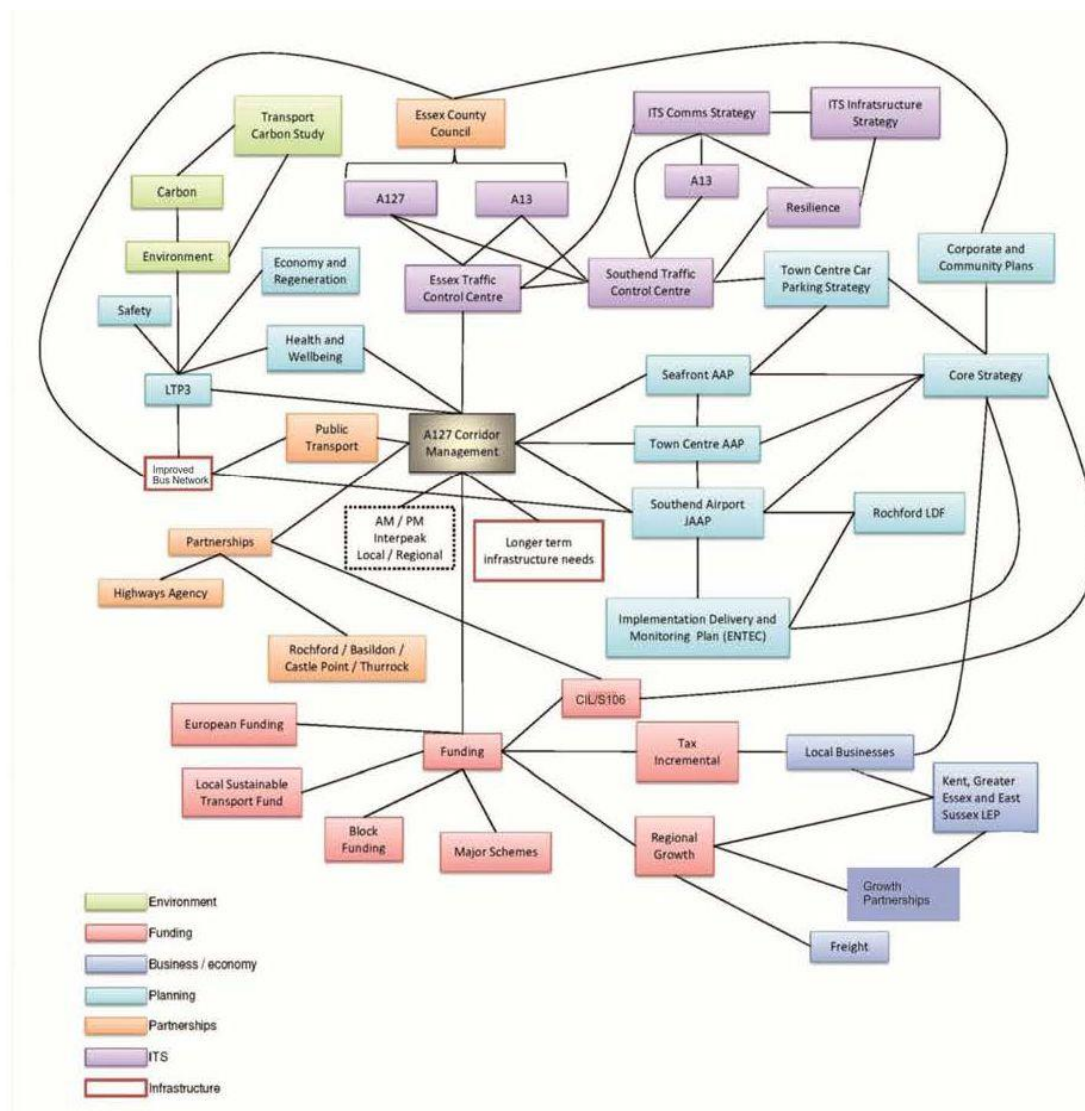 Essex County
Council
Transport
Carbon Study
ITS Comms Strategy
ITS Infratsructure
Strategy
Carbon
A127
A13
A13
Resilience
Environment
Economy and
Regeneration
Essex Traffic
Control Centre
Southend Traffic
Control Centre
Town Centre Car
Parking Strategy
Corporate and
Community Plans
Safety
Health and
Wellbeing
LTP3
Seafront AAP
Core Strategy
Public
Transport
A127 Corridor
Management
Town Centre AAP
Improved
Bus Network
Southend Airport
JAAP
Rochford LDF
AM / PM
Interpeak
Local / Regional
Longer term
infrastructure needs
Partnerships
Highways Agency
Implementation Delivery and
Monitoring Plan (ENTEC)
Rochford / Basildon /
Castle Point / Thurrock
CIL/S106
European Funding
Funding
Tax
Incremental
Local Businesses
Local Sustainable
Transport Fund
Kent, Greater
Essex and East
Sussex LEP
Block
Funding
Major Schemes
Regional
Growth
Growth
Partnerships
Freight
Environment
Funding
Business / economy
Planning
Partnerships
ITS
Infrastructure